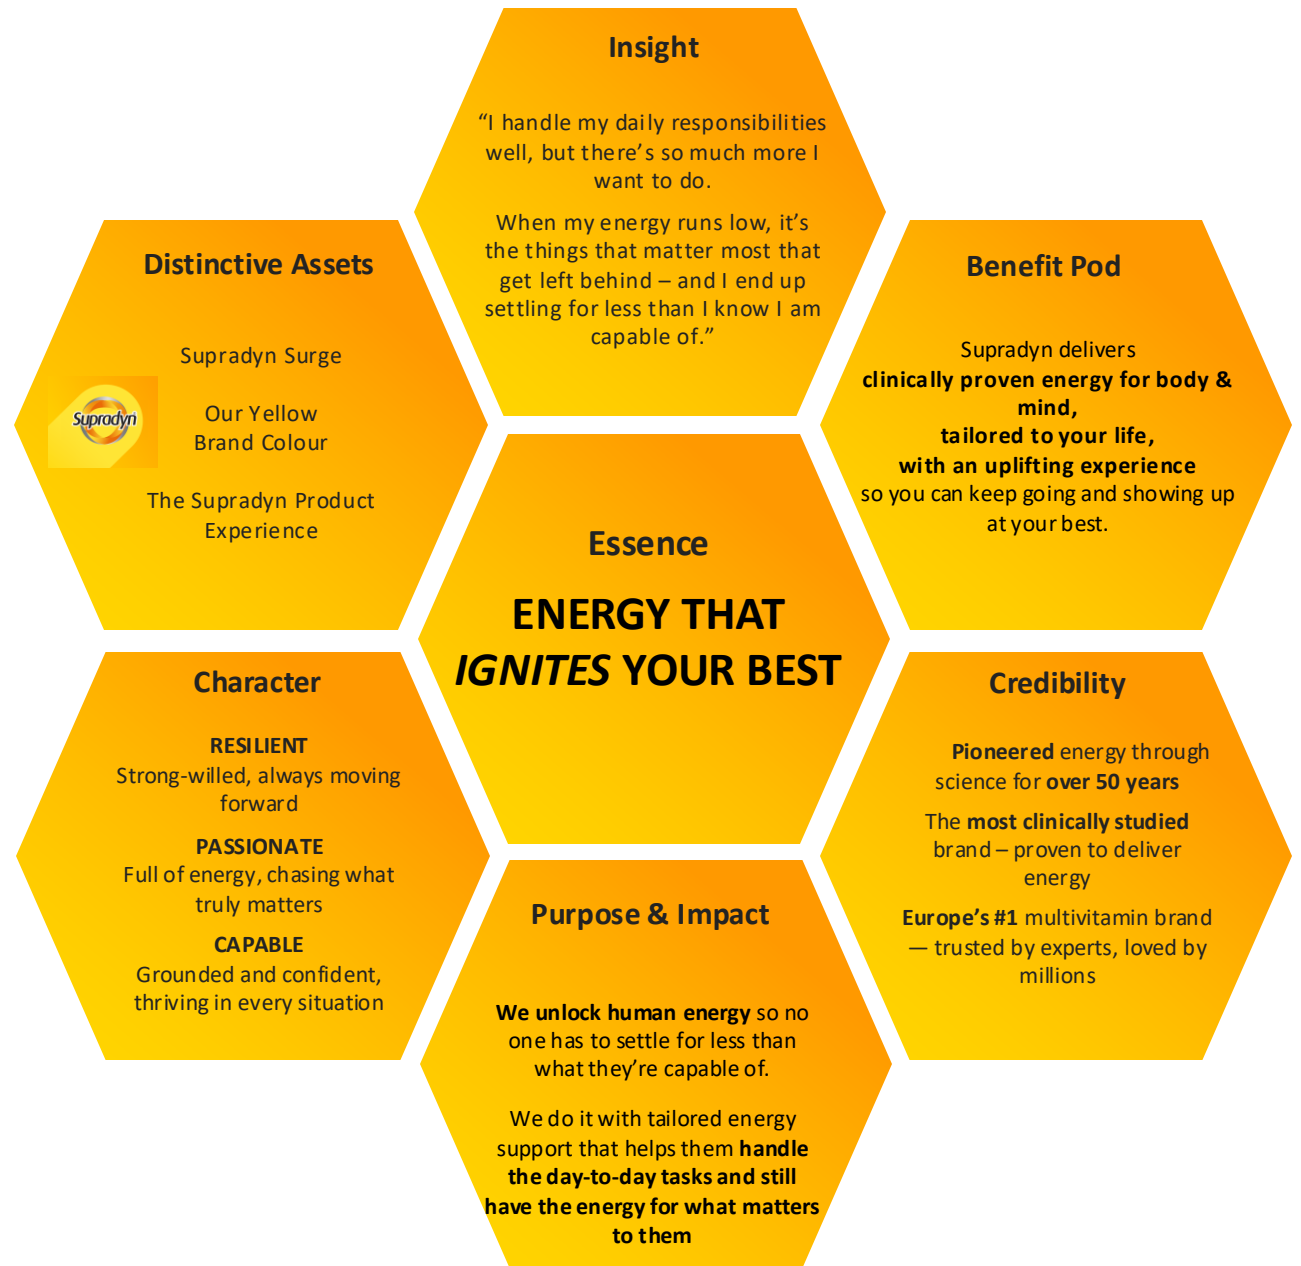 Insight
“I handle my daily responsibilities
well, but there’s so much more I
want to do.
When my energy runs low, it’s
the things that matter most that
get left behind – and I end up
settling for less than I know I am
capable of.”
Distinctive Assets
Supradyn Surge
Supradyn
Our Yellow
Brand Colour
The Supradyn Product
Experience
Benefit Pod
Supradyn delivers
clinically proven energy for body &
mind,
tailored to your life,
with an uplifting experience
so you can keep going and showing up
at your best.
Essence
ENERGY THAT
IGNITES YOUR BEST
Character
RESILIENT
Strong-willed, always moving
forward
PASSIONATE
Full of energy, chasing what
truly matters
CAPABLE
Grounded and confident,
thriving in every situation
Credibility
Pioneered energy through
science for over 50 years
The most clinically studied
brand – proven to deliver
energy
Europe’s #1 multivitamin brand
— trusted by experts, loved by
millions
Purpose & Impact
We unlock human energy so no
one has to settle for less than
what they’re capable of.
We do it with tailored energy
support that helps them handle
the day-to-day tasks and still
have the energy for what matters
to them